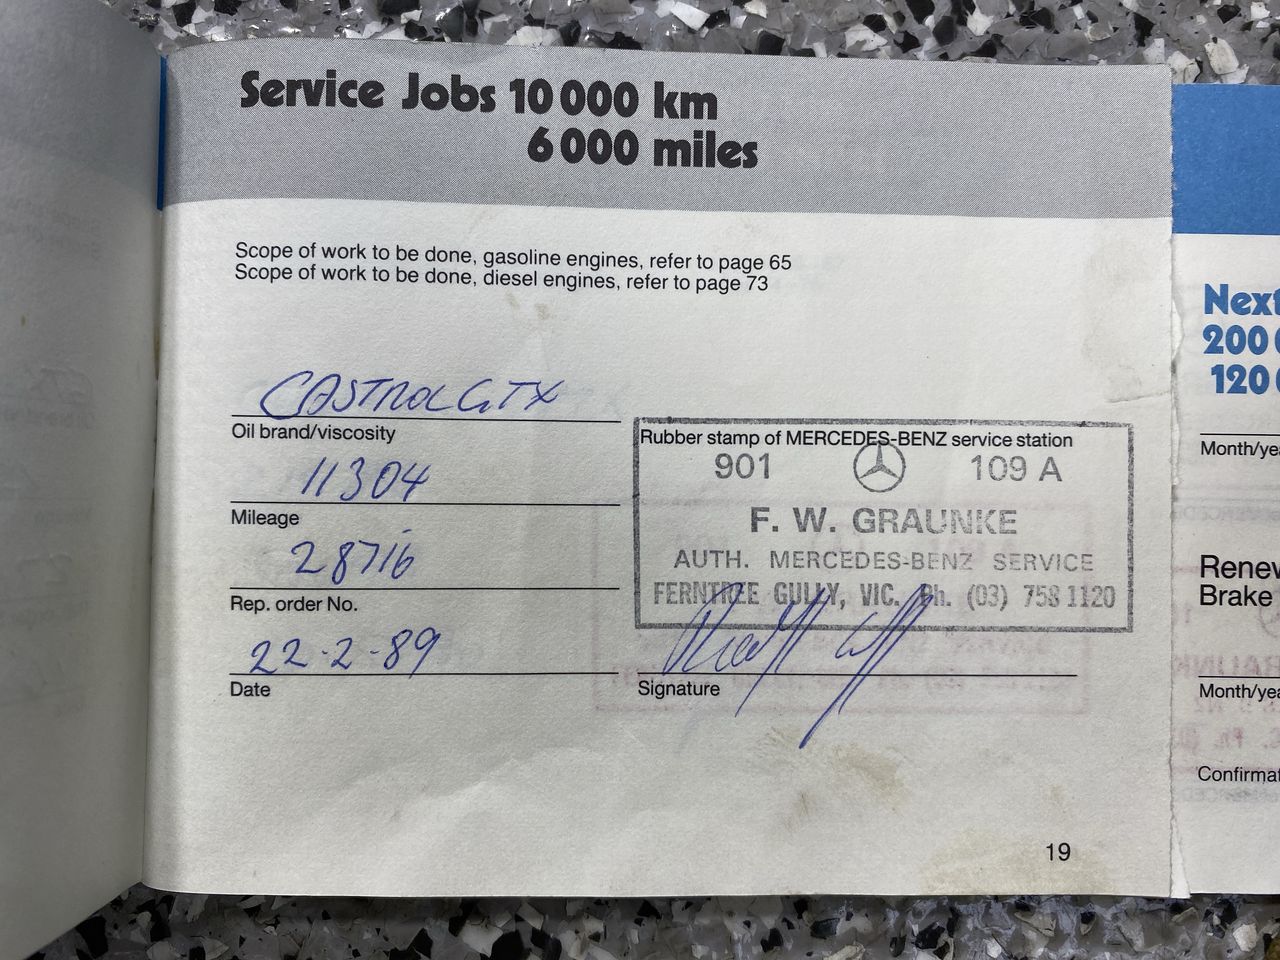 Service Jobs 10 000 km
6 000 miles
Scope of work to be done, gasoline engines, refer to page 65
Scope of work to be done, diesel engines, refer to page 73
CASTROL GTX
Oil brand/viscosity
11304
Mileage
28716
Rep. order No.
22-2-89
Date
Rubber stamp of MERCEDES-BENZ service station
901 109 A
F. W. GRAUNKE
AUTH. MERCEDES-BENZ SERVICE
FERNTREE GULLY, VIC. Ph. (03) 758 1120
Signature
19
Next
200 0
120 0
Month/yea
Renew
Brake
Month/yea
Confirmat